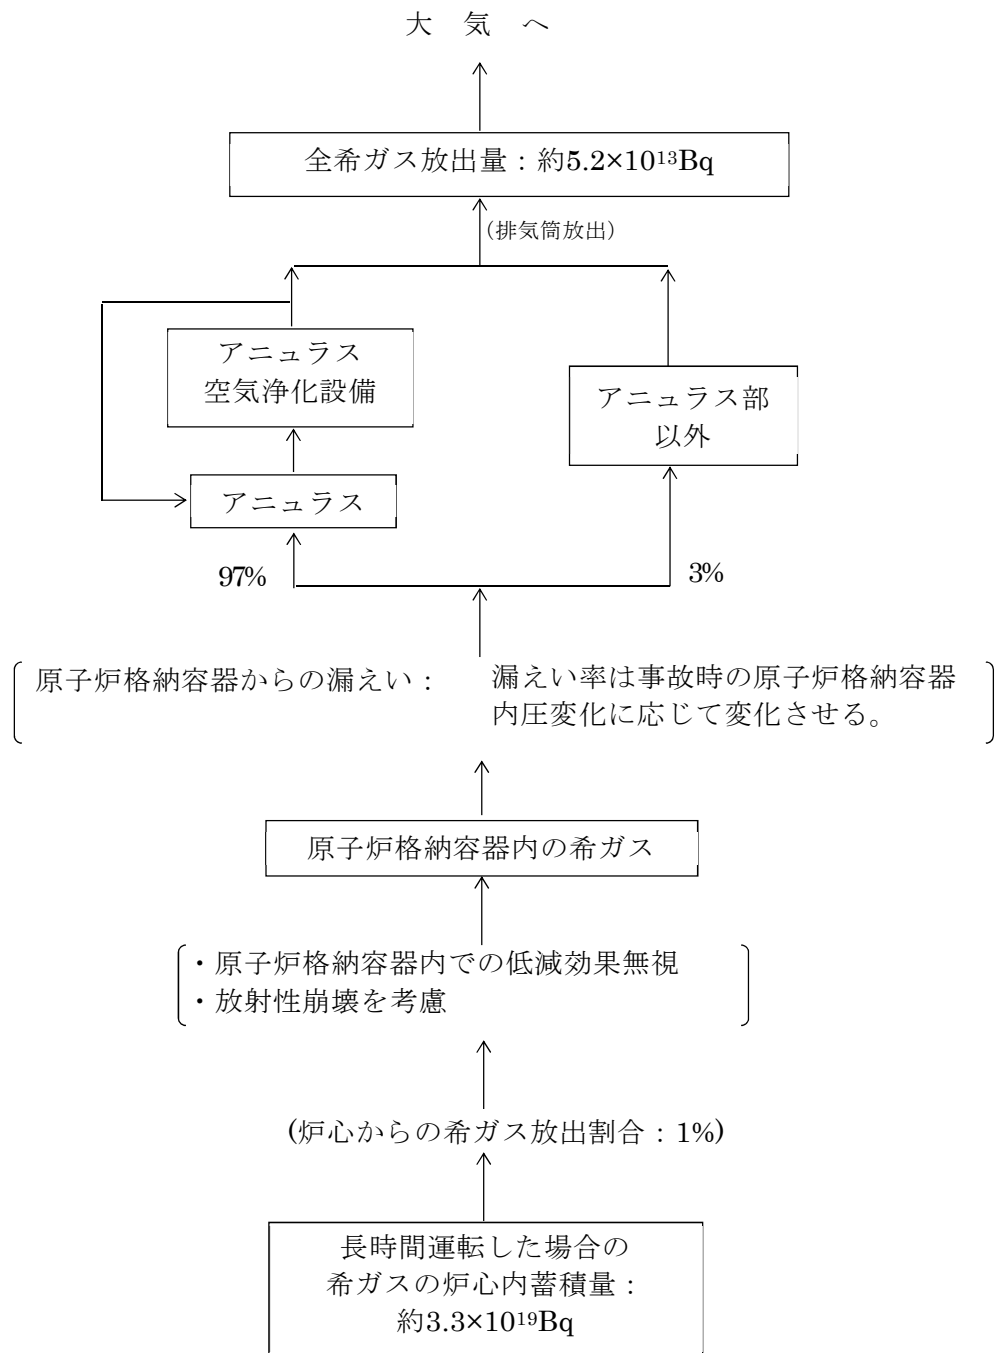 大　気　へ
全希ガス放出量：約5.2×10¹³Bq
(排気筒放出)
アニュラス
空気浄化設備
アニュラス部
以外
アニュラス
97%
3%
原子炉格納容器からの漏えい：　漏えい率は事故時の原子炉格納容器
内圧変化に応じて変化させる。
原子炉格納容器内の希ガス
・原子炉格納容器内での低減効果無視
・放射性崩壊を考慮
(炉心からの希ガス放出割合：1%)
長時間運転した場合の
希ガスの炉心内蓄積量：
約3.3×10¹⁹Bq